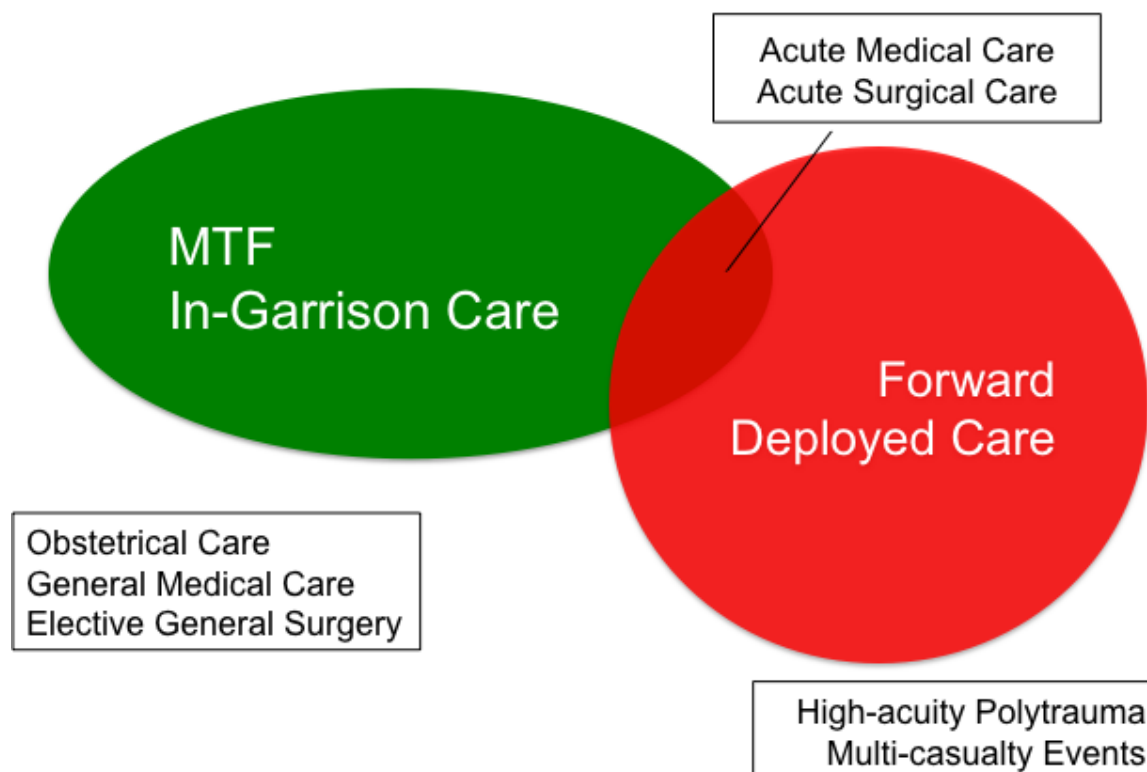 Acute Medical Care
Acute Surgical Care
MTF
In-Garrison Care
Forward
Deployed Care
Obstetrical Care
General Medical Care
Elective General Surgery
High-acuity Polytrauma
Multi-casualty Events